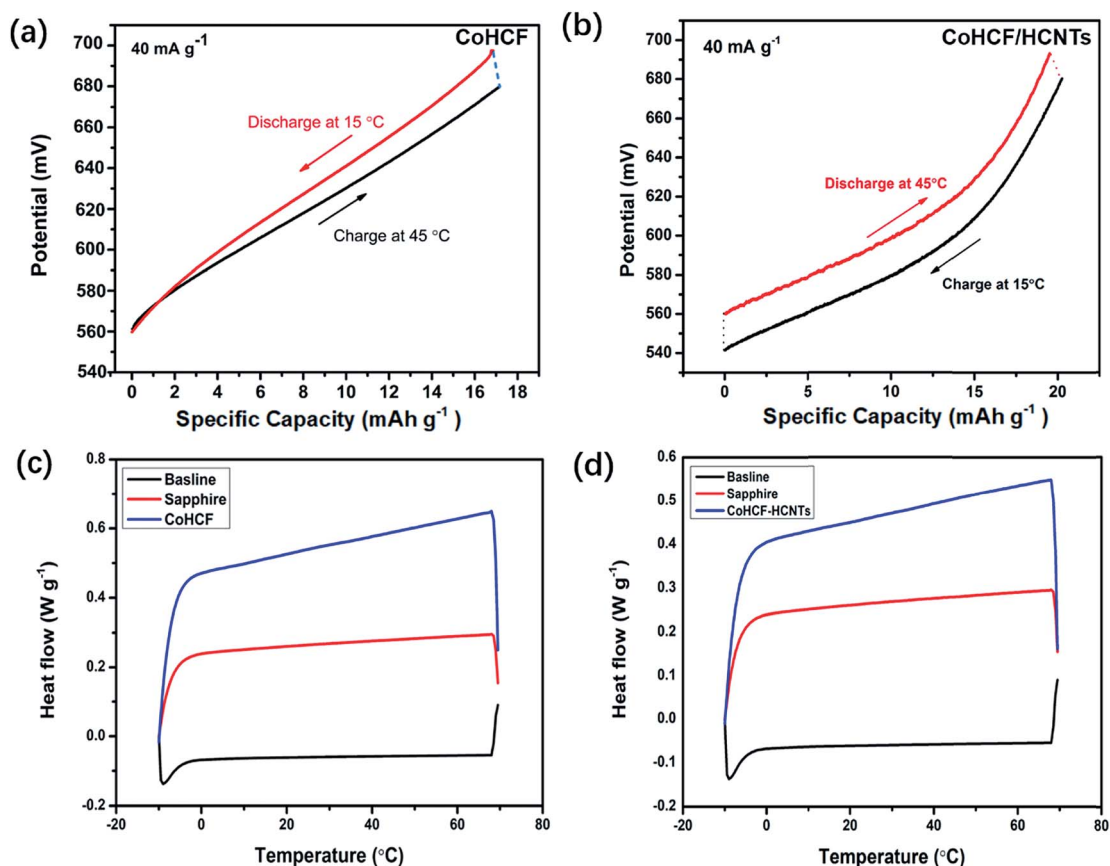 (a)
40 mA g-1
CoHCF
700
680
660
640
620
600
580
560
540
Potential (mV)
Discharge at 15 °C
Charge at 45 °C
0 2 4 6 8 10 12 14 16 18
Specific Capacity (mAh g-1 )
(b)
40 mA g-1
CoHCF/HCNTs
700
680
660
640
620
600
580
560
540
Potential (mV)
Discharge at 45°C
Charge at 15°C
0 5 10 15 20
Specific Capacity (mAh g-1 )
(c)
0.8
0.6
0.4
0.2
0.0
-0.2
Heat flow (W g-1)
Basline
Sapphire
CoHCF
-20 0 20 40 60 80
Temperature (°C)
(d)
0.6
0.5
0.4
0.3
0.2
0.1
0.0
-0.1
-0.2
Heat flow (W g-1)
Basline
Sapphire
CoHCF-HCNTs
-20 0 20 40 60 80
Temperature (°C)